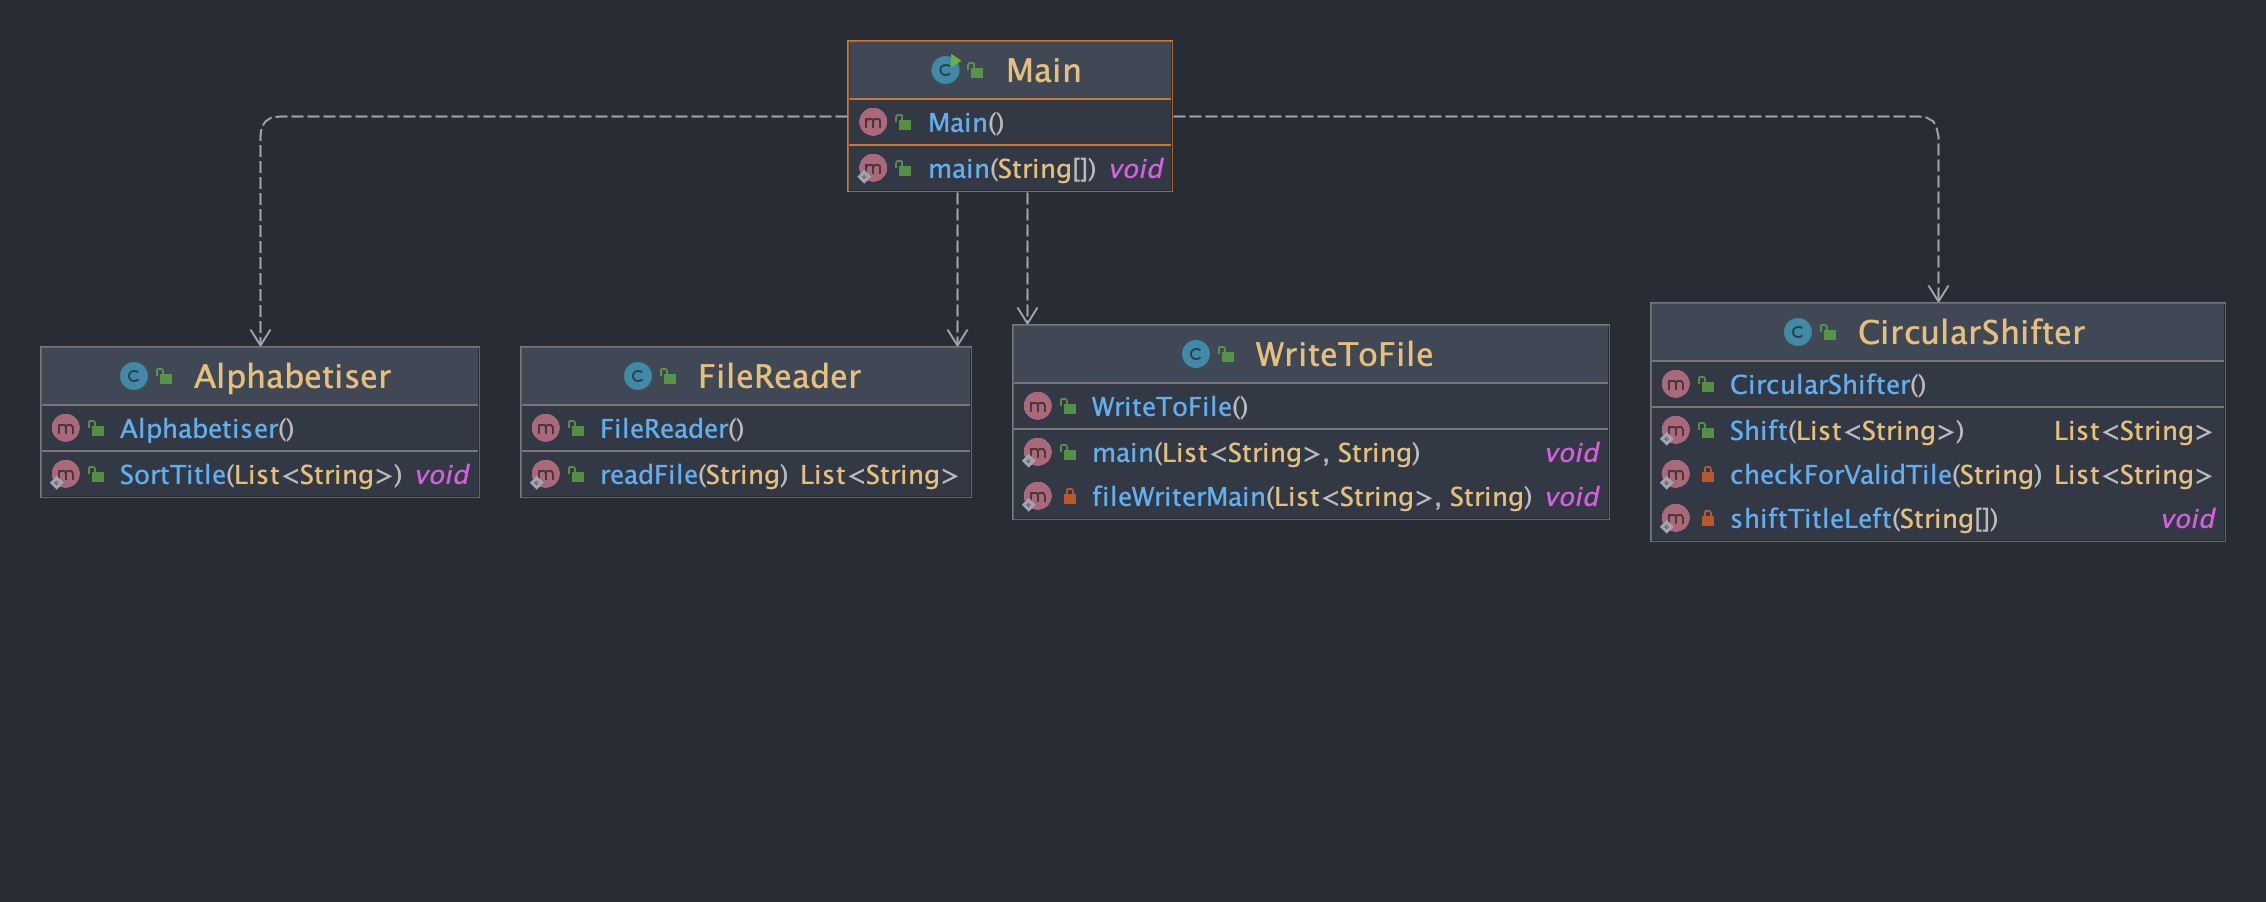 Main
Main()
main(String[]) void
Alphabetiser
Alphabetiser()
SortTitle(List<String>) void
FileReader
FileReader()
readFile(String) List<String>
WriteToFile
WriteToFile()
main(List<String>, String) void
fileWriterMain(List<String>, String) void
CircularShifter
CircularShifter()
Shift(List<String>) List<String>
checkForValidTile(String) List<String>
shiftTitleLeft(String[]) void